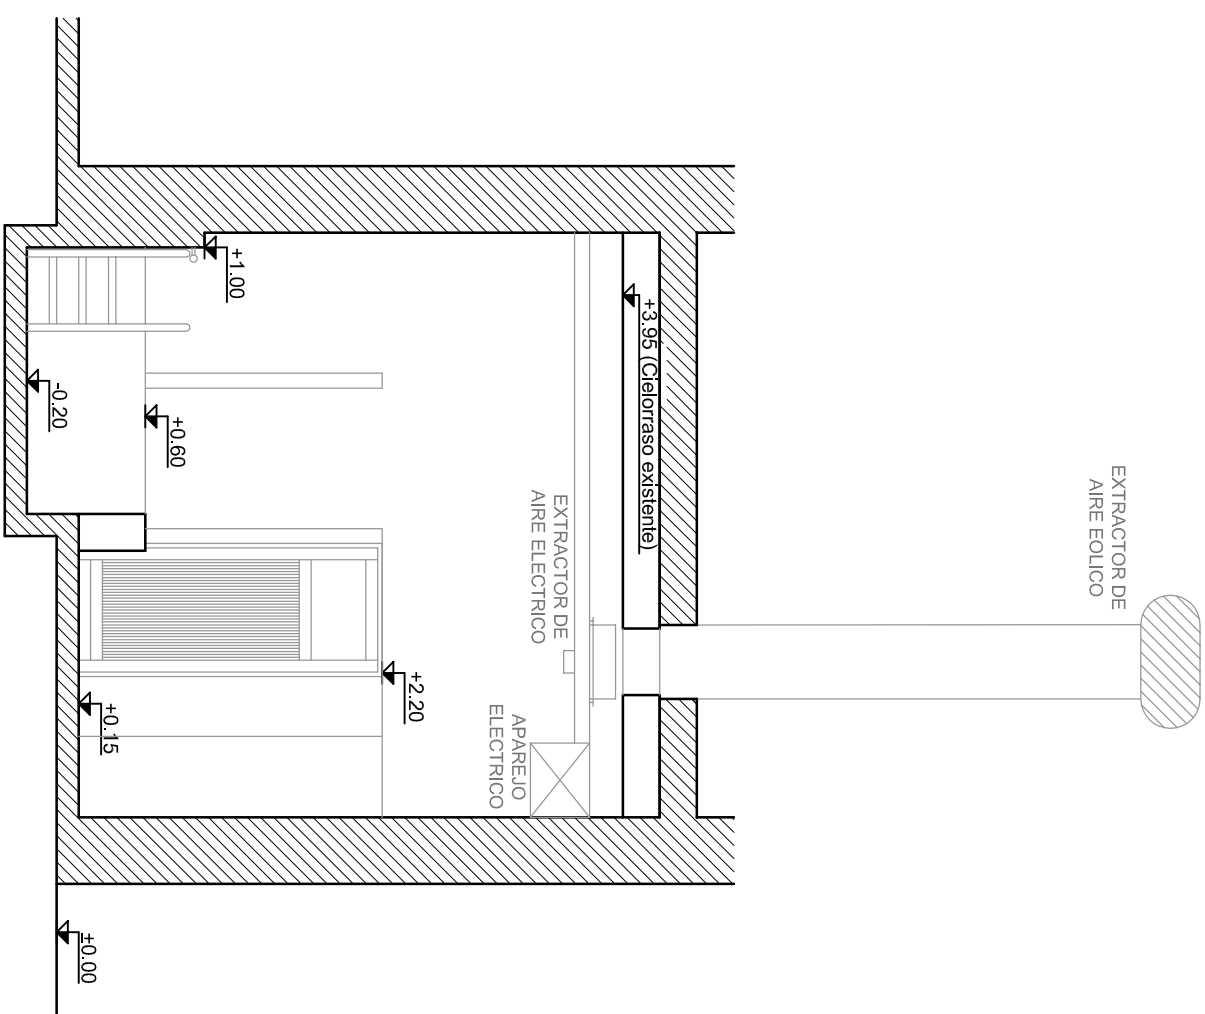 EXTRACTOR DE
AIRE EOLICO
+3.95 (Cielorraso existente)
EXTRACTOR DE
AIRE ELECTRICO
APAREJO
ELECTRICO
+2.20
+1.00
+0.60
+0.15
-0.20
±0.00